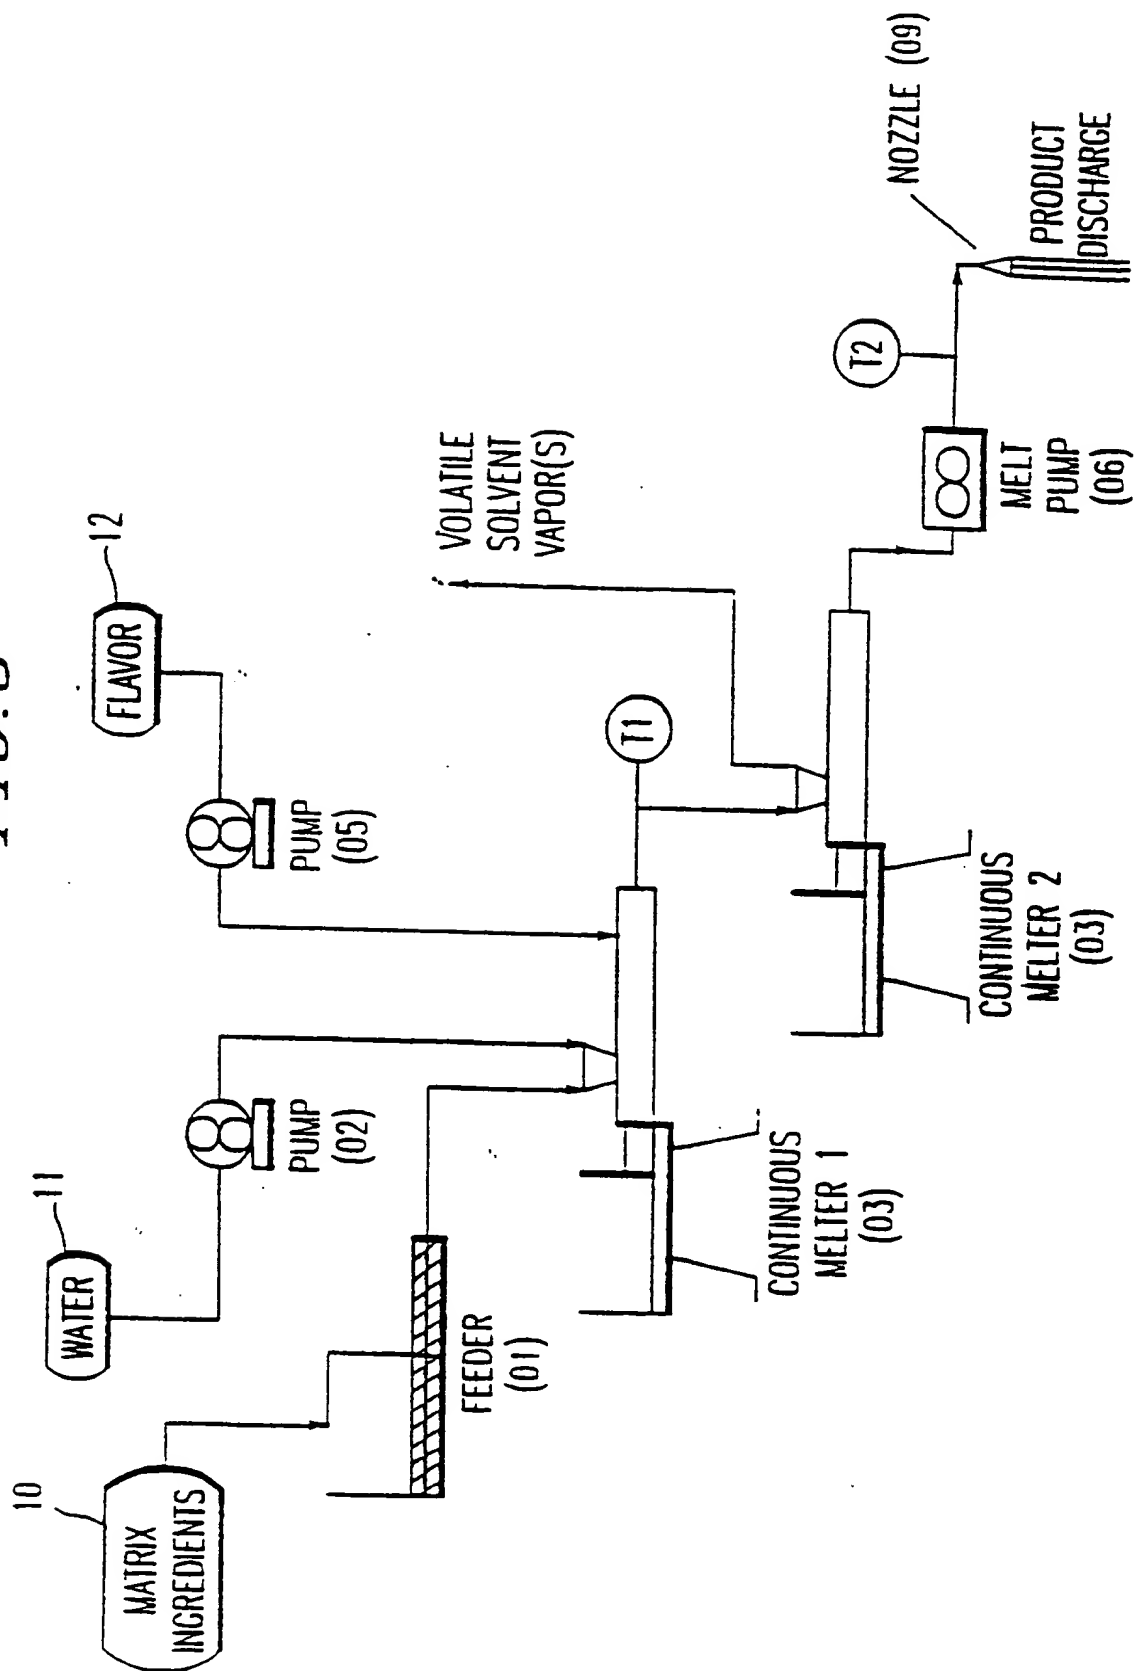 10
MATRIX
INGREDIENTS
11
WATER
12
FLAVOR
PUMP
(02)
PUMP
(05)
FEEDER
(01)
VOLATILE
SOLVENT
VAPOR(S)
T1
CONTINUOUS
MELTER 1
(03)
T2
NOZZLE (09)
MELT
PUMP
(06)
PRODUCT
DISCHARGE
CONTINUOUS
MELTER 2
(03)